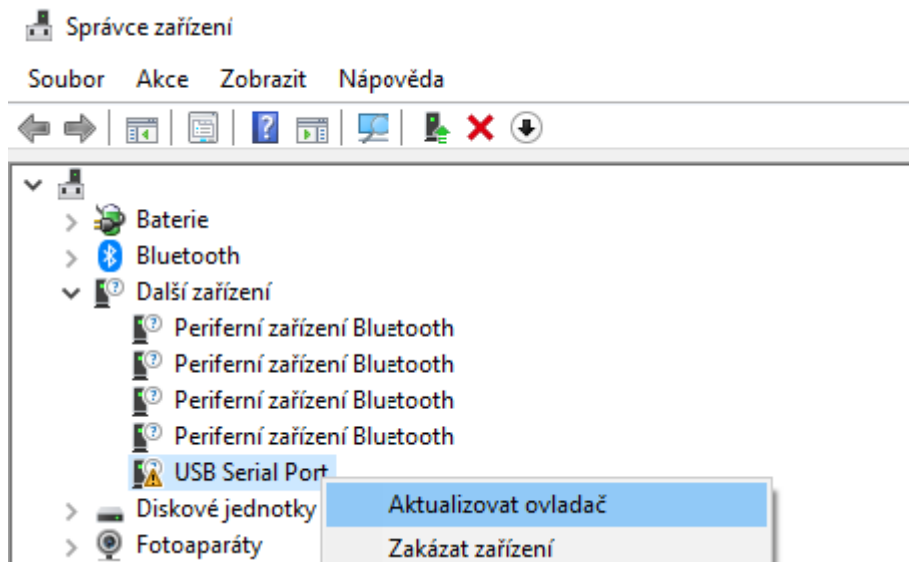 Správce zařízení
Soubor Akce Zobrazit Nápověda
Baterie
Bluetooth
Další zařízení
Periferní zařízení Bluetooth
Periferní zařízení Bluetooth
Periferní zařízení Bluetooth
Periferní zařízení Bluetooth
USB Serial Port
Aktualizovat ovladač
Diskové jednotky
Zakázat zařízení
Fotoaparáty